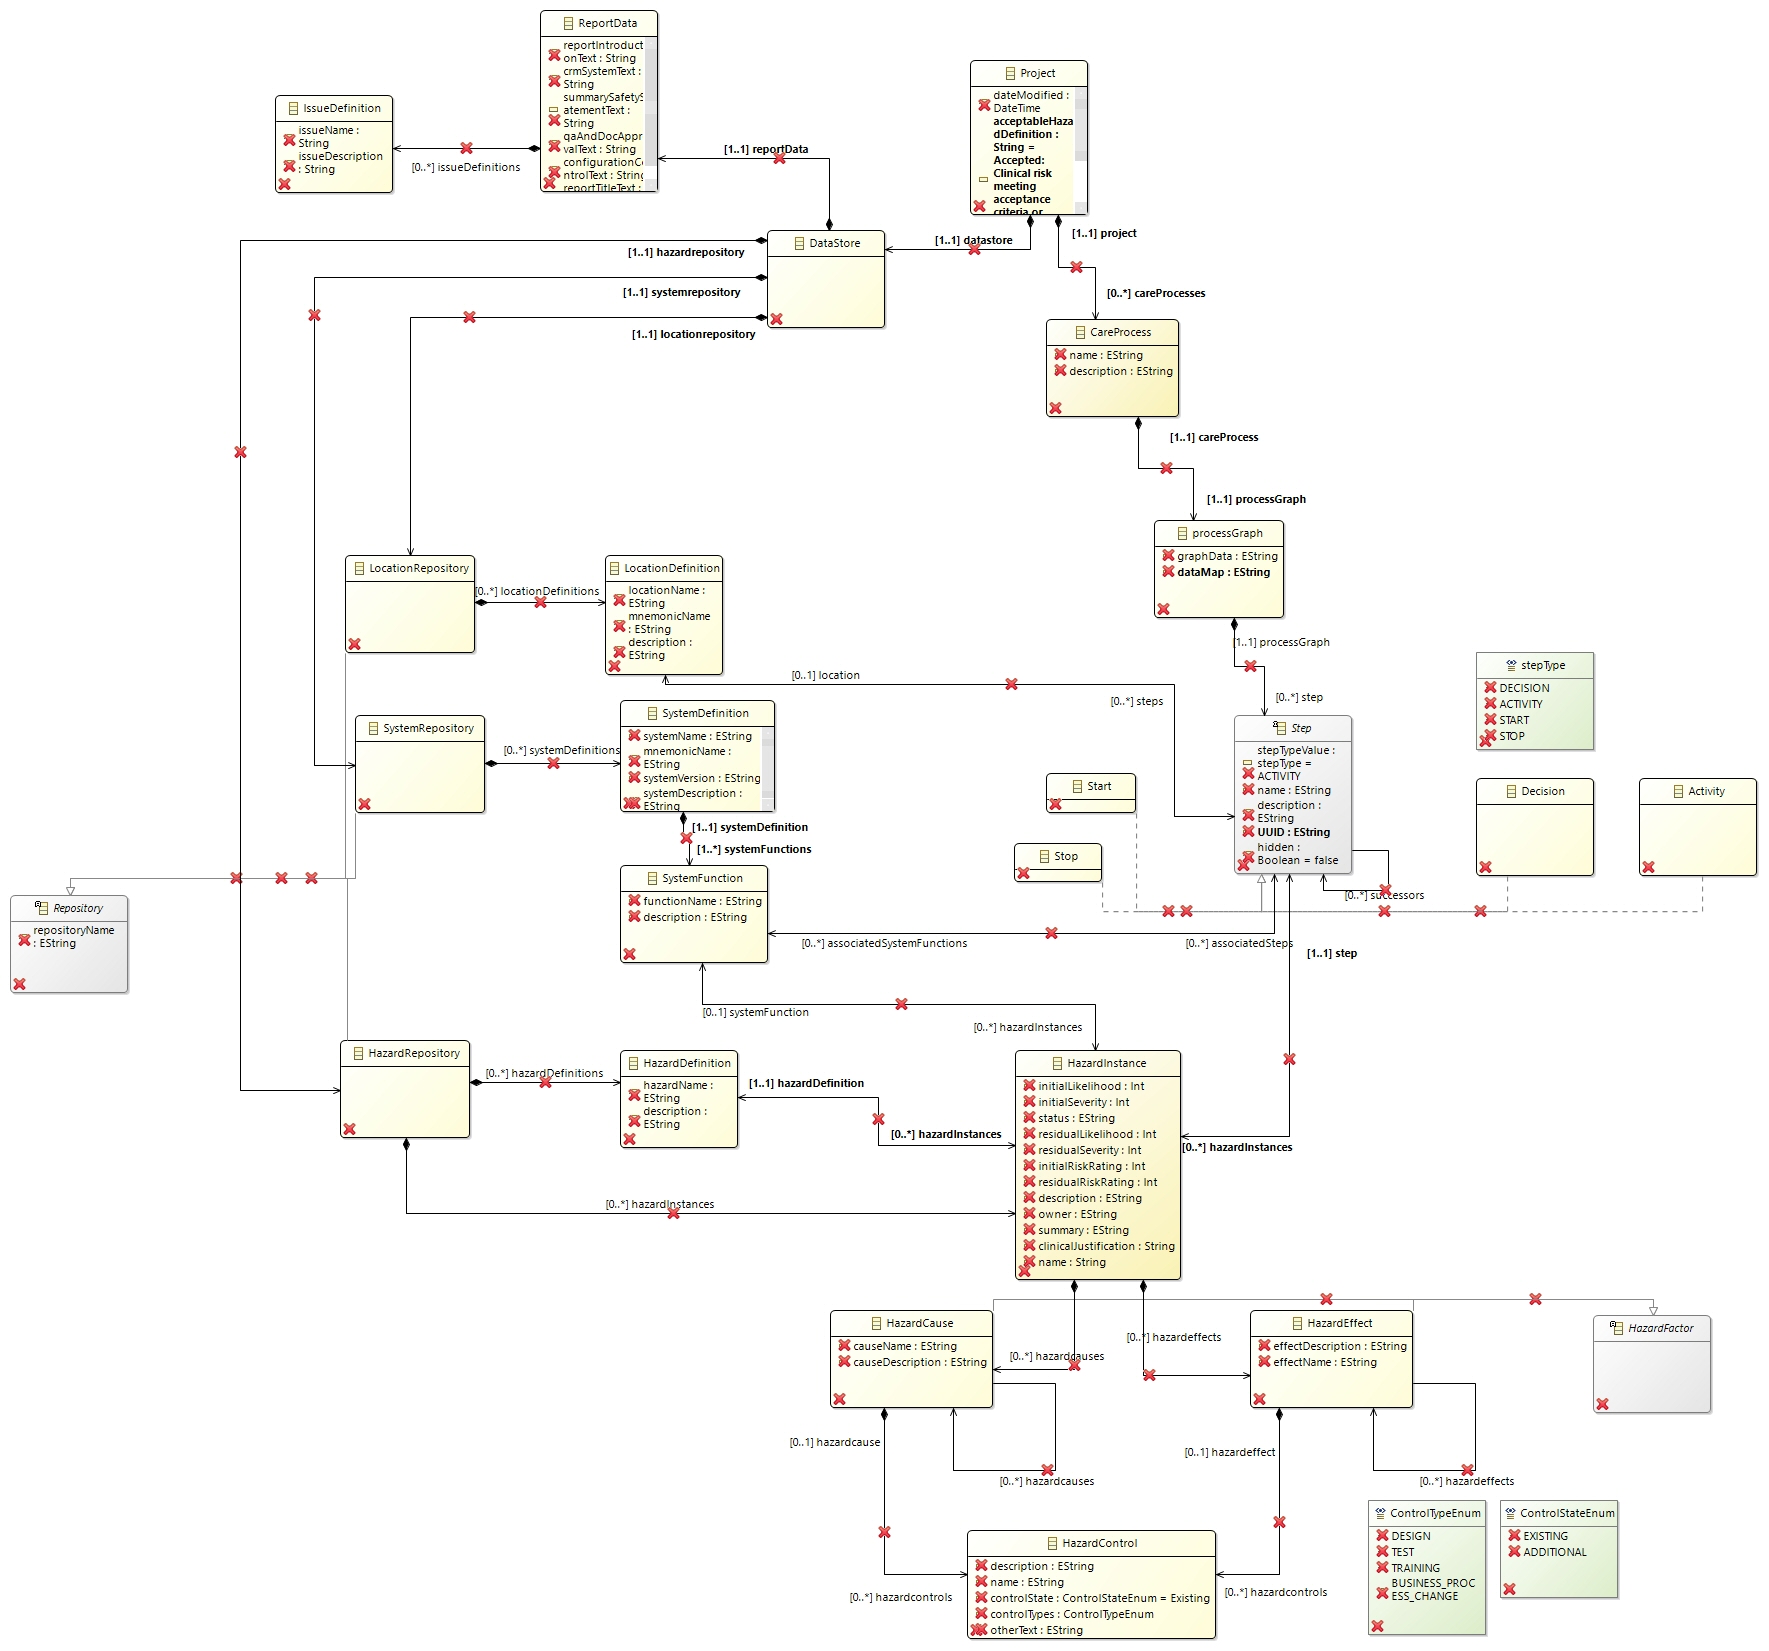 ReportData
reportIntroduct
onText : String
crmSystemText :
String
summarySafetyS
atementText :
String
qaAndDocAppr
valText : String
configurationCo
ntrolText : String
reportTitleText :
Project
dateModified :
DateTime
acceptableHaza
dDefinition :
String =
Accepted:
Clinical risk
meeting
acceptance
criteria or
IssueDefinition
issueName :
String
issueDescription
: String
[0..*] issueDefinitions
[1..1] reportData
[1..1] datastore
[1..1] project
DataStore
[1..1] hazardrepository
[1..1] systemrepository
[1..1] locationrepository
[0..*] careProcesses
CareProcess
name : EString
description : EString
[1..1] careProcess
[1..1] processGraph
processGraph
graphData : EString
dataMap : EString
[1..1] processGraph
[0..*] step
LocationRepository
[0..*] locationDefinitions
LocationDefinition
locationName :
EString
mnemonicName
: EString
description :
EString
[0..1] location
[0..*] steps
stepType
DECISION
ACTIVITY
START
STOP
SystemRepository
[0..*] systemDefinitions
SystemDefinition
systemName : EString
mnemonicName :
EString
systemVersion : EString
systemDescription :
EString
[1..1] systemDefinition
[1..*] systemFunctions
Step
stepTypeValue :
stepType =
ACTIVITY
name : EString
description :
EString
UUID : EString
hidden :
Boolean = false
Start
Stop
Decision
Activity
[0..*] successors
Repository
repositoryName
: EString
SystemFunction
functionName : EString
description : EString
[0..*] associatedSystemFunctions
[0..*] associatedSteps
[1..1] step
[0..1] systemFunction
[0..*] hazardInstances
HazardRepository
[0..*] hazardDefinitions
HazardDefinition
hazardName :
EString
description :
EString
[1..1] hazardDefinition
[0..*] hazardInstances
[0..*] hazardInstances
[0..*] hazardInstances
HazardInstance
initialLikelihood : Int
initialSeverity : Int
status : EString
residualLikelihood : Int
residualSeverity : Int
initialRiskRating : Int
residualRiskRating : Int
description : EString
owner : EString
summary : EString
clinicalJustification : String
name : String
HazardCause
causeName : EString
causeDescription : EString
[0..*] hazardcauses
[0..*] hazardeffects
HazardEffect
effectDescription : EString
effectName : EString
HazardFactor
[0..1] hazardcause
[0..*] hazardcauses
[0..1] hazardeffect
[0..*] hazardeffects
HazardControl
description : EString
name : EString
controlState : ControlStateEnum = Existing
controlTypes : ControlTypeEnum
otherText : EString
[0..*] hazardcontrols
[0..*] hazardcontrols
ControlTypeEnum
DESIGN
TEST
TRAINING
BUSINESS_PROC
ESS_CHANGE
ControlStateEnum
EXISTING
ADDITIONAL